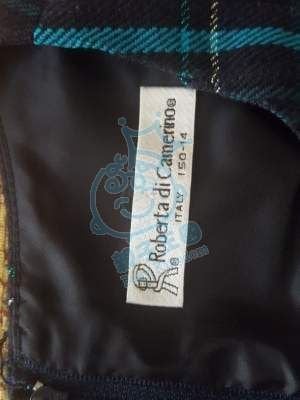 Roberta di Camerino®
ITALY 150-14
R®